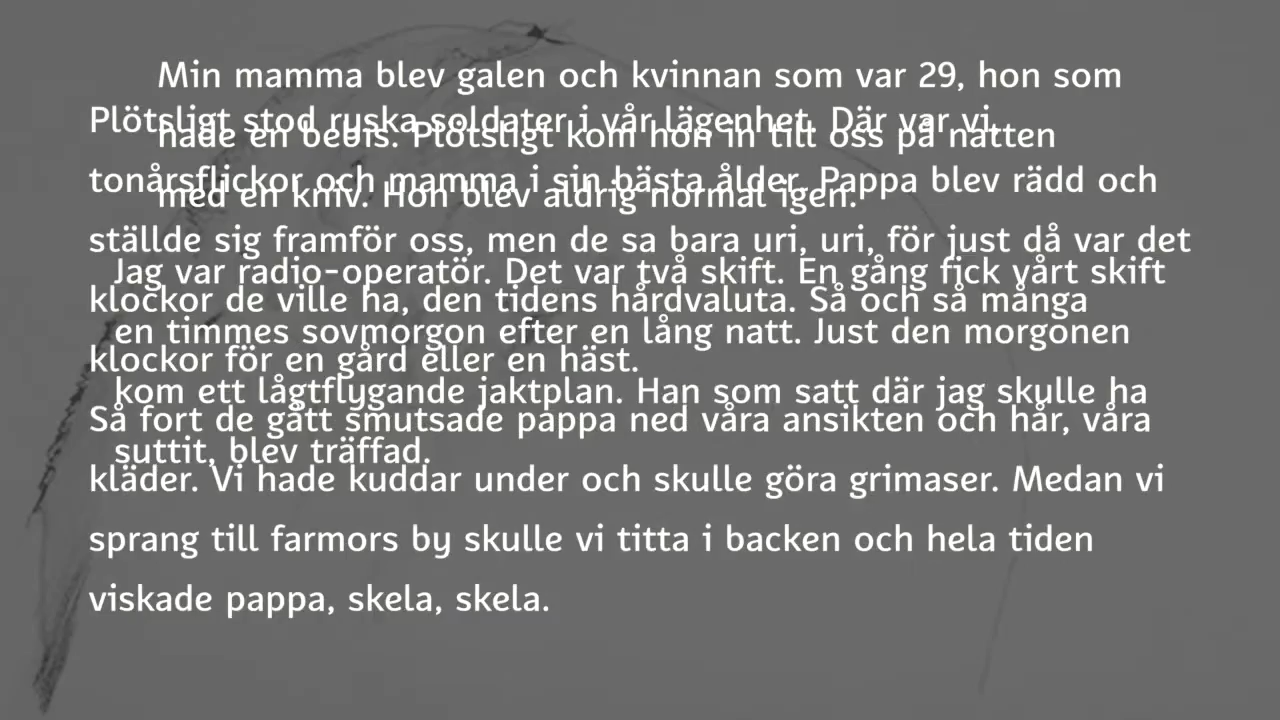 Min mamma blev galen och kvinnan som var 29, hon som
hade en bebis. Plötsligt kom hon in till oss på natten
med en kniv. Hon blev aldrig normal igen.
Plötsligt stod ryska soldater i vår lägenhet. Där var vi,
tonårsflickor och mamma i sin bästa ålder. Pappa blev rädd och
ställde sig framför oss, men de sa bara uri, uri, för just då var det
klockor de ville ha, den tidens hårdvaluta. Så och så många
klockor för en gård eller en häst.
Så fort de gått smutsade pappa ned våra ansikten och hår, våra
kläder. Vi hade kuddar under och skulle göra grimaser. Medan vi
sprang till farmors by skulle vi titta i backen och hela tiden
viskade pappa, skela, skela.
Jag var radio-operatör. Det var två skift. En gång fick vårt skift
en timmes sovmorgon efter en lång natt. Just den morgonen
kom ett lågtflygande jaktplan. Han som satt där jag skulle ha
suttit, blev träffad.